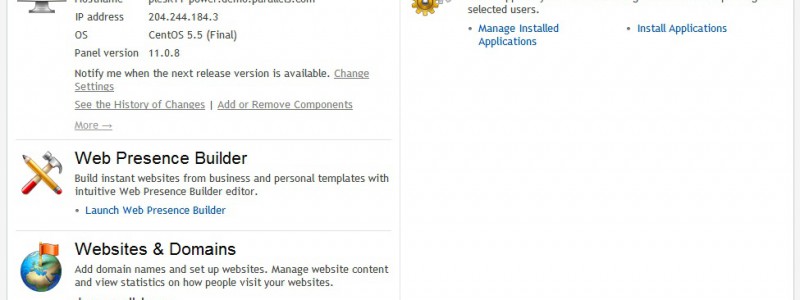 IP address 204.244.184.3
OS CentOS 5.5 (Final)
Panel version 11.0.8
Notify me when the next release version is available. Change
Settings
See the History of Changes | Add or Remove Components
More →
Web Presence Builder
Build instant websites from business and personal templates with
intuitive Web Presence Builder editor.
• Launch Web Presence Builder
Websites & Domains
Add domain names and set up websites. Manage website content
and view statistics on how people visit your websites.
selected users.
• Manage Installed
Applications
• Install Applications